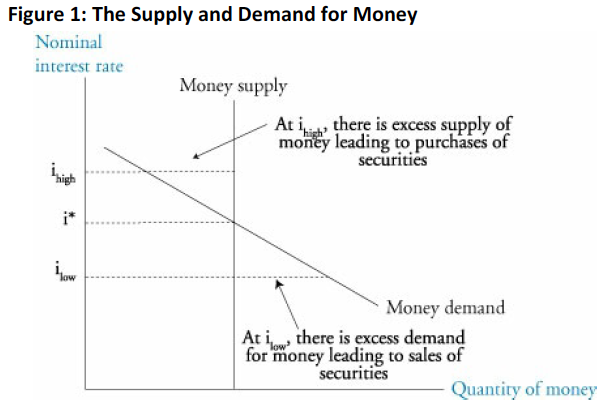 Figure 1: The Supply and Demand for Money
Nominal
interest rate
Money supply
At i_high, there is excess supply of
money leading to purchases of
securities
i_high
i*
i_low
Money demand
At i_low, there is excess demand
for money leading to sales of
securities
Quantity of money